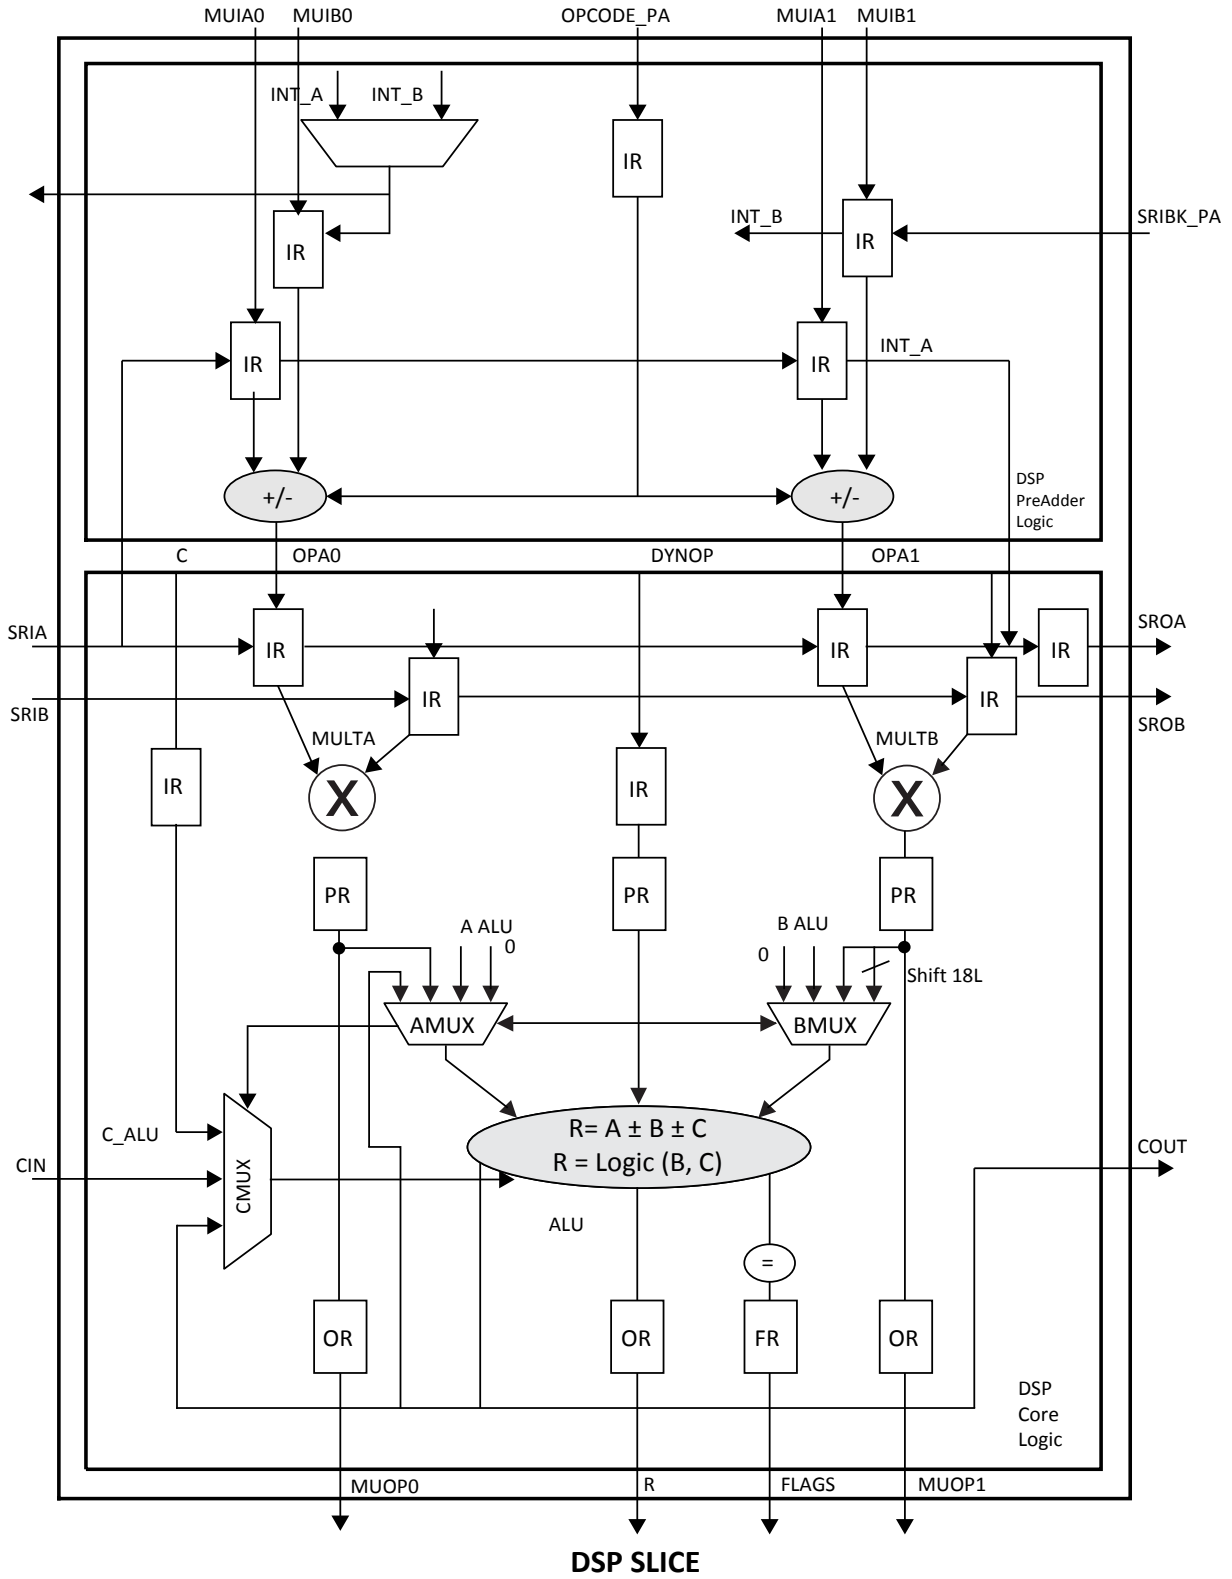 MUIA0
MUIB0
OPCODE_PA
MUIA1
MUIB1
INT_A
INT_B
IR
IR
INT_B
IR
SRIBK_PA
IR
IR
IR
INT_A
+/-
+/-
DSP
PreAdder
Logic
C
OPA0
DYNOP
OPA1
SRIA
IR
IR
IR
SROA
SRIB
IR
IR
SROB
MULTA
MULTB
IR
X
IR
X
PR
PR
PR
A ALU
0
B ALU
0
Shift 18L
AMUX
BMUX
R= A ± B ± C
R = Logic (B, C)
C_ALU
CIN
CMUX
COUT
ALU
=
OR
OR
FR
OR
DSP
Core
Logic
MUOP0
R
FLAGS
MUOP1
DSP SLICE